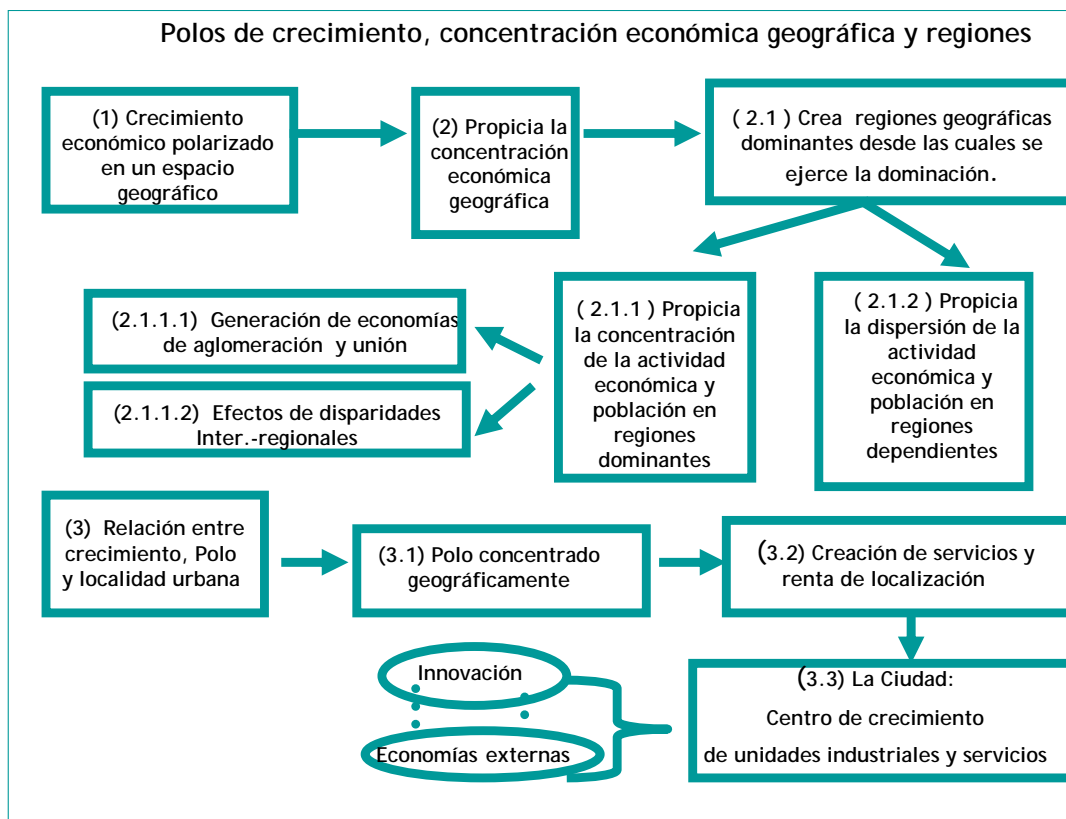 Polos de crecimiento, concentración económica geográfica y regiones
(1) Crecimiento
económico polarizado
en un espacio
geográfico
(2) Propicia la
concentración
económica
geográfica
( 2.1 ) Crea regiones geográficas
dominantes desde las cuales se
ejerce la dominación.
(2.1.1.1) Generación de economías
de aglomeración y unión
(2.1.1.2) Efectos de disparidades
Inter.-regionales
( 2.1.1 ) Propicia
la concentración
de la actividad
económica y
población en
regiones
dominantes
( 2.1.2 ) Propicia
la dispersión de la
actividad
económica y
población en
regiones
dependientes
(3) Relación entre
crecimiento, Polo
y localidad urbana
(3.1) Polo concentrado
geográficamente
(3.2) Creación de servicios y
renta de localización
Innovación
Economías externas
(3.3) La Ciudad:
Centro de crecimiento
de unidades industriales y servicios